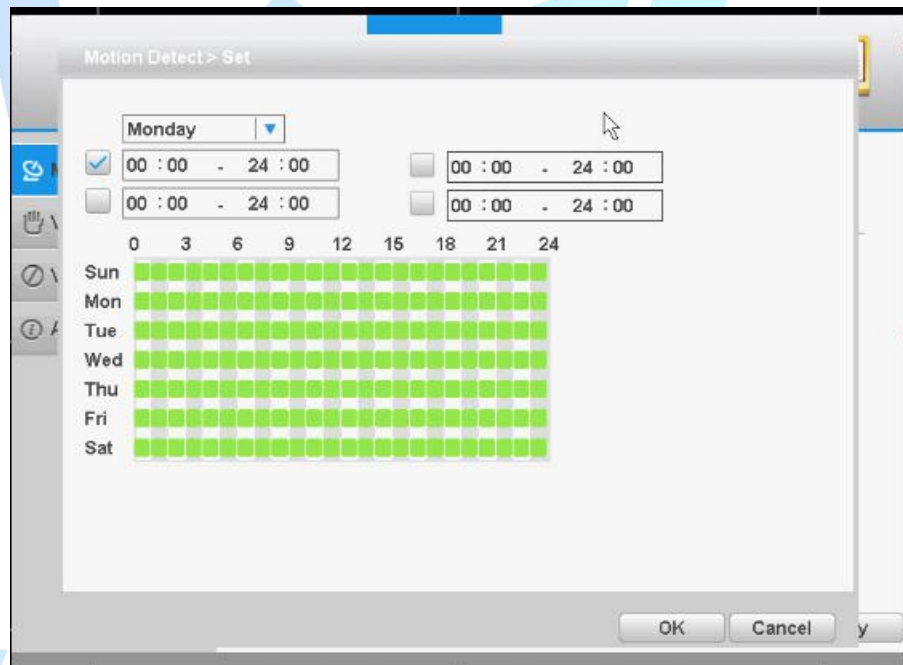 Motion Detect > Set
Monday
00 : 00 - 24 : 00
00 : 00 - 24 : 00
00 : 00 - 24 : 00
00 : 00 - 24 : 00
0 3 6 9 12 15 18 21 24
Sun
Mon
Tue
Wed
Thu
Fri
Sat
OK Cancel